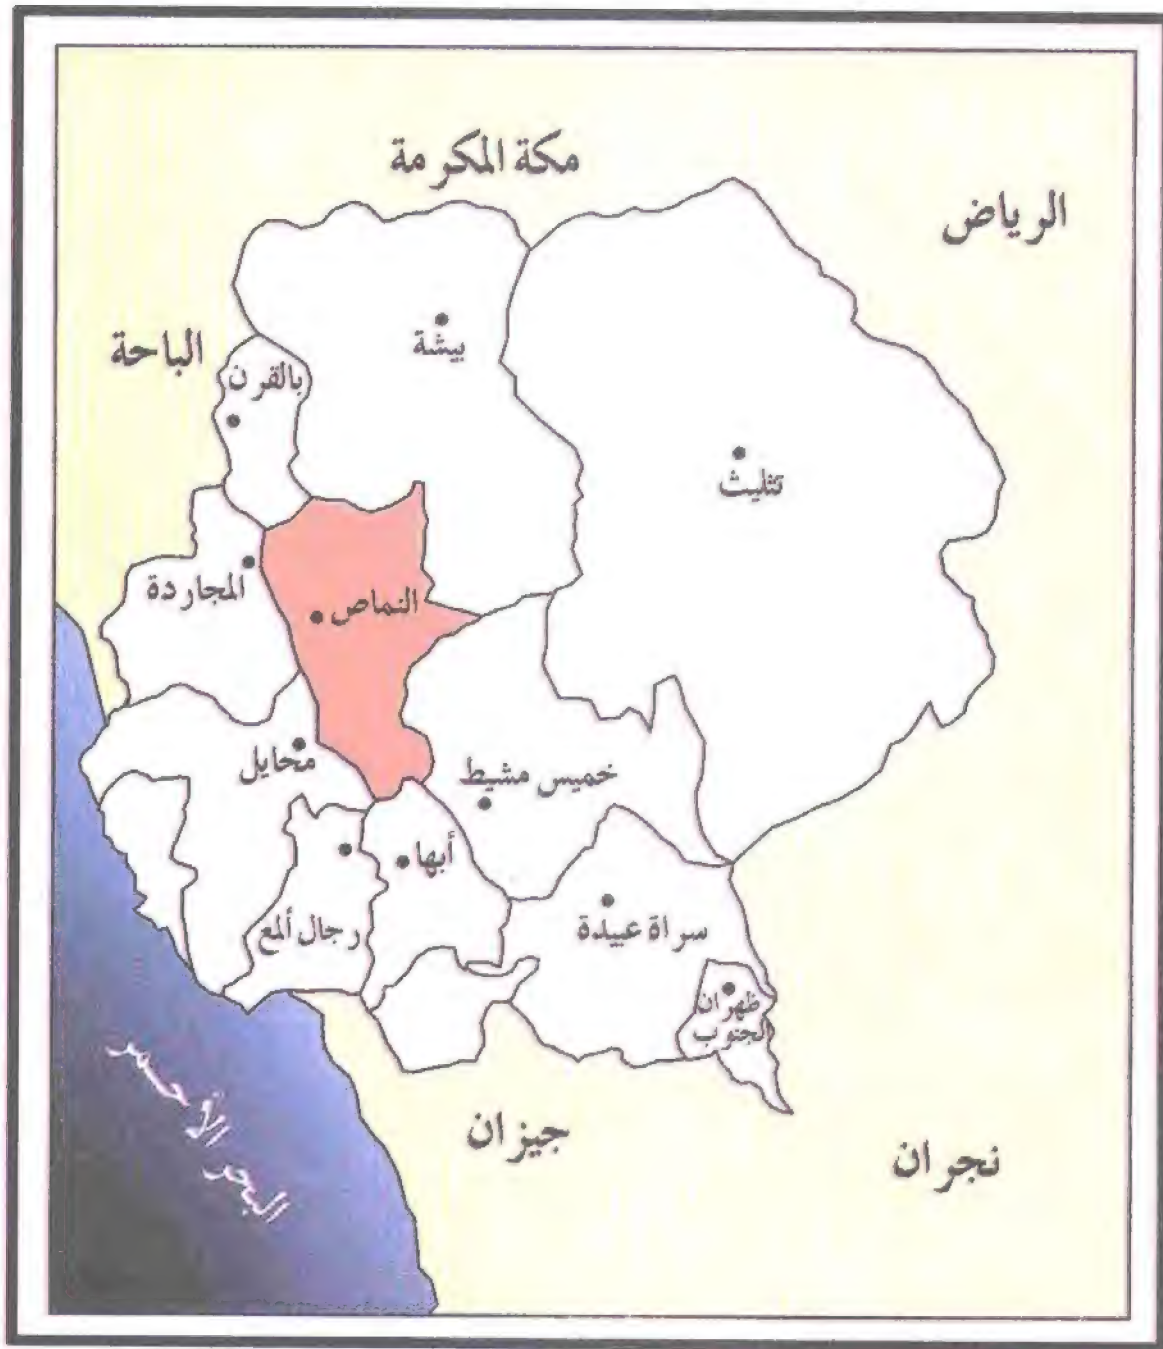 مكة المكرمة
الرياض
الباحة
بيشة
بالقرن
تثليث
المجاردة
النماص
محايل
خميس مشيط
أبها
رجال ألمع
سراة عبيدة
ظهران
الجنوب
البحر الأحمر
جيزان
نجران